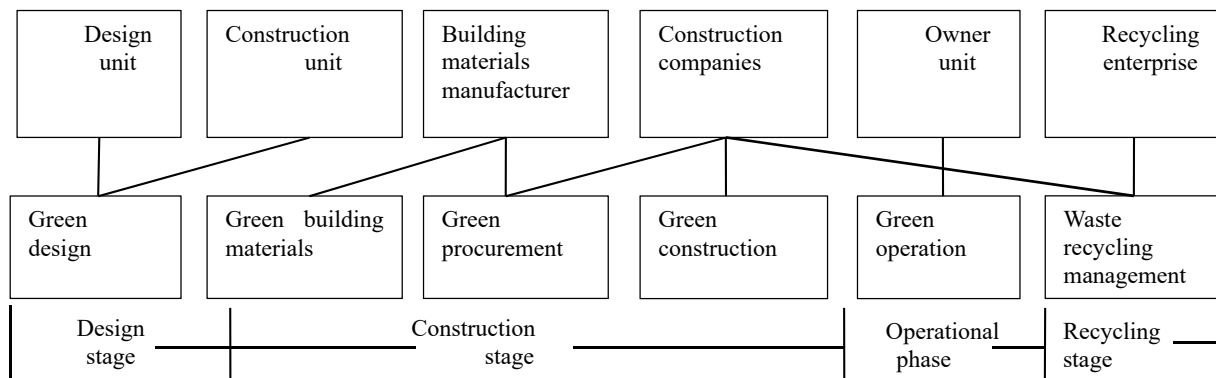 Design
unit
Construction
unit
Building
materials
manufacturer
Construction
companies
Owner
unit
Recycling
enterprise
Green
design
Green building
materials
Green
procurement
Green
construction
Green
operation
Waste
recycling
management
Design
stage
Construction
stage
Operational
phase
Recycling
stage